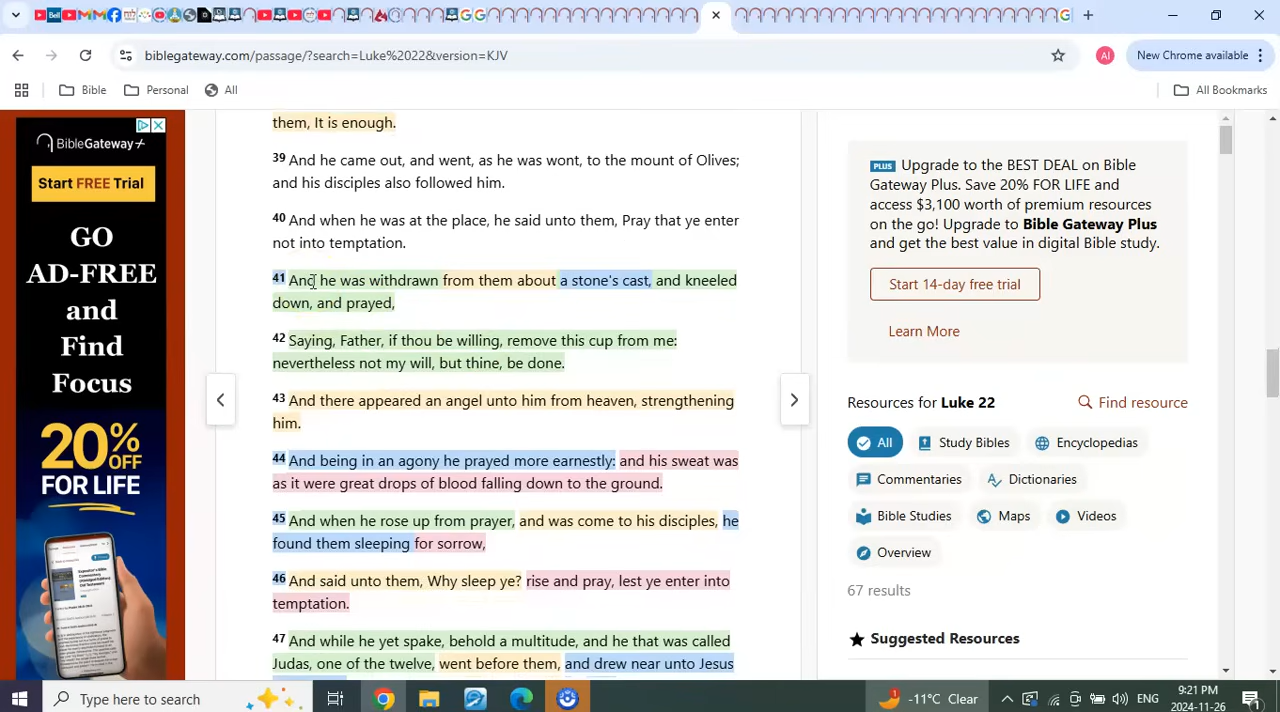 New Chrome available
biblegateway.com/passage/?search=Luke%2022&version=KJV
Bible
Personal
All
All Bookmarks
BibleGateway+
Start FREE Trial
GO
AD-FREE
and
Find
Focus
20% OFF
FOR LIFE
them, It is enough.
39 And he came out, and went, as he was wont, to the mount of Olives;
and his disciples also followed him.
40 And when he was at the place, he said unto them, Pray that ye enter
not into temptation.
41 And he was withdrawn from them about a stone's cast, and kneeled
down, and prayed,
42 Saying, Father, if thou be willing, remove this cup from me:
nevertheless not my will, but thine, be done.
43 And there appeared an angel unto him from heaven, strengthening
him.
44 And being in an agony he prayed more earnestly: and his sweat was
as it were great drops of blood falling down to the ground.
45 And when he rose up from prayer, and was come to his disciples, he
found them sleeping for sorrow,
46 And said unto them, Why sleep ye? rise and pray, lest ye enter into
temptation.
47 And while he yet spake, behold a multitude, and he that was called
Judas, one of the twelve, went before them, and drew near unto Jesus
PLUS Upgrade to the BEST DEAL on Bible
Gateway Plus. Save 20% FOR LIFE and
access $3,100 worth of premium resources
on the go! Upgrade to Bible Gateway Plus
and get the best value in digital Bible study.
Start 14-day free trial
Learn More
Resources for Luke 22
Find resource
All
Study Bibles
Encyclopedias
Commentaries
Dictionaries
Bible Studies
Maps
Videos
Overview
67 results
Suggested Resources
Type here to search
-11°C Clear
ENG
9:21 PM
2024-11-26